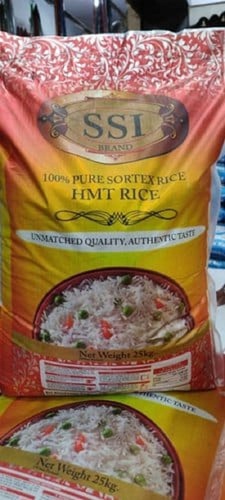 SSI
BRAND
100% PURE SORTEX RICE
HMT RICE
UNMATCHED QUALITY, AUTHENTIC TASTE
Net Weight 25kg.
AUTHENTIC TASTE
Net Weight 25kg.